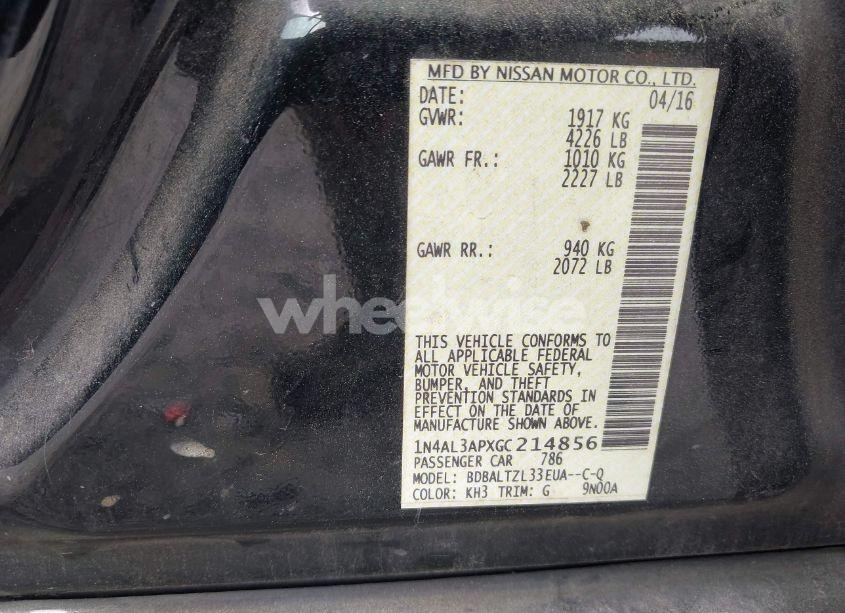 MFD BY NISSAN MOTOR CO., LTD.
DATE: 04/16
GVWR: 1917 KG
4226 LB
GAWR FR.: 1010 KG
2227 LB
GAWR RR.: 940 KG
2072 LB
wheelwise
THIS VEHICLE CONFORMS TO
ALL APPLICABLE FEDERAL
MOTOR VEHICLE SAFETY,
BUMPER, AND THEFT
PREVENTION STANDARDS IN
EFFECT ON THE DATE OF
MANUFACTURE SHOWN ABOVE.
1N4AL3APXGC214856
PASSENGER CAR 786
MODEL: BDBALTZL33EUA--C-Q
COLOR: KH3 TRIM: G 9N00A